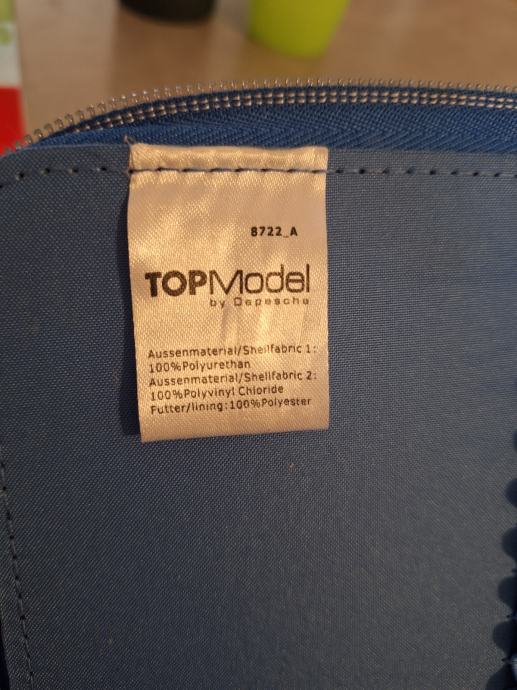 8722_A
TOPModel
by Depesche
Aussenmaterial/Shellfabric 1:
100%Polyurethan
Aussenmaterial/Shellfabric 2:
100%Polyvinyl Chloride
Futter/lining:100%Polyester